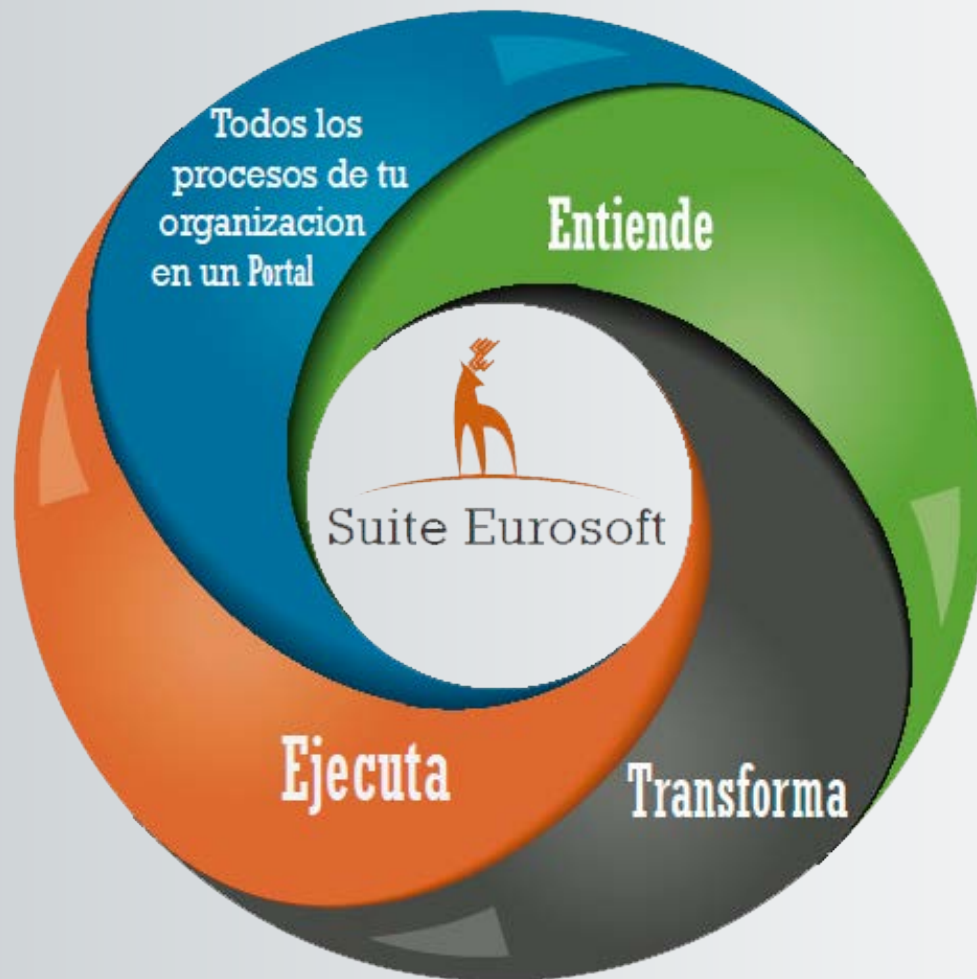 Todos los
procesos de tu
organizacion
en un Portal
Entiende
Suite Eurosoft
Ejecuta
Transforma